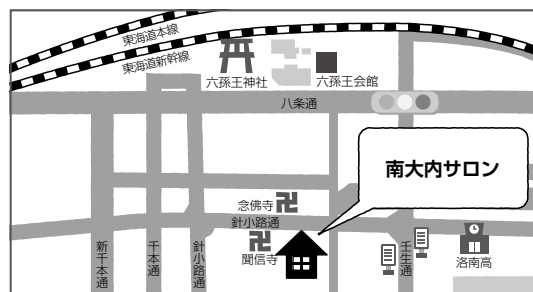 東海道本線
東海道新幹線
六孫王神社
六孫王会館
八条通
南大内サロン
念佛寺
針小路通
聞信寺
新千本通
千本通
針小路通
壬生通
洛南高